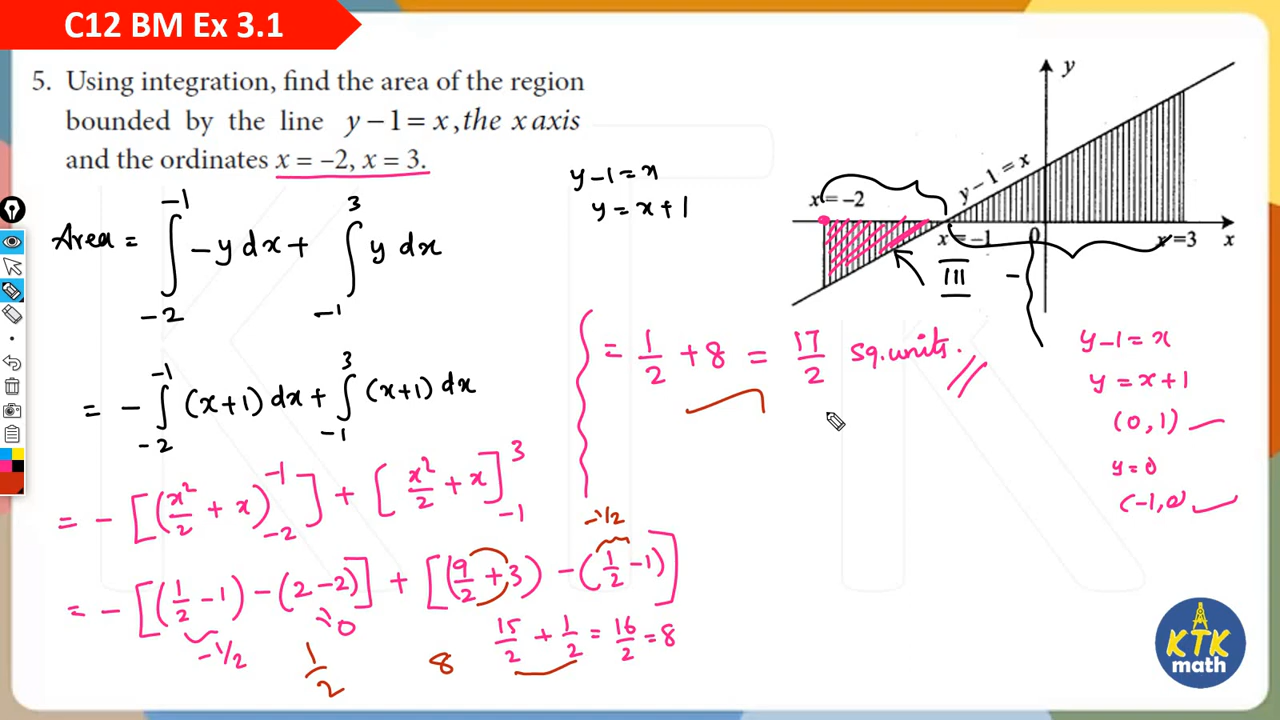 C12 BM Ex 3.1
5. Using integration, find the area of the region
bounded by the line y − 1 = x, the x axis
and the ordinates x = −2, x = 3.
y−1=x
y = x+1
Area = ∫_{−2}^{−1} −y dx + ∫_{−1}^{3} y dx
= − ∫_{−2}^{−1} (x+1) dx + ∫_{−1}^{3} (x+1) dx
= − [(x²/2 + x)_{−2}^{−1}] + [x²/2 + x]_{−1}^{3}
= − [(1/2 − 1) − (2−2)] + [(9/2 + 3) − (1/2 − 1)]
−1/2
−1/2
0
15/2 + 1/2 = 16/2 = 8
1/2
8
= 1/2 + 8 = 17/2 sq.units.
y
x = −2
y − 1 = x
x = −1
0
x = 3
x
III
−
y−1 = x
y = x+1
(0, 1)
y = 0
(−1, 0)
KTK
math